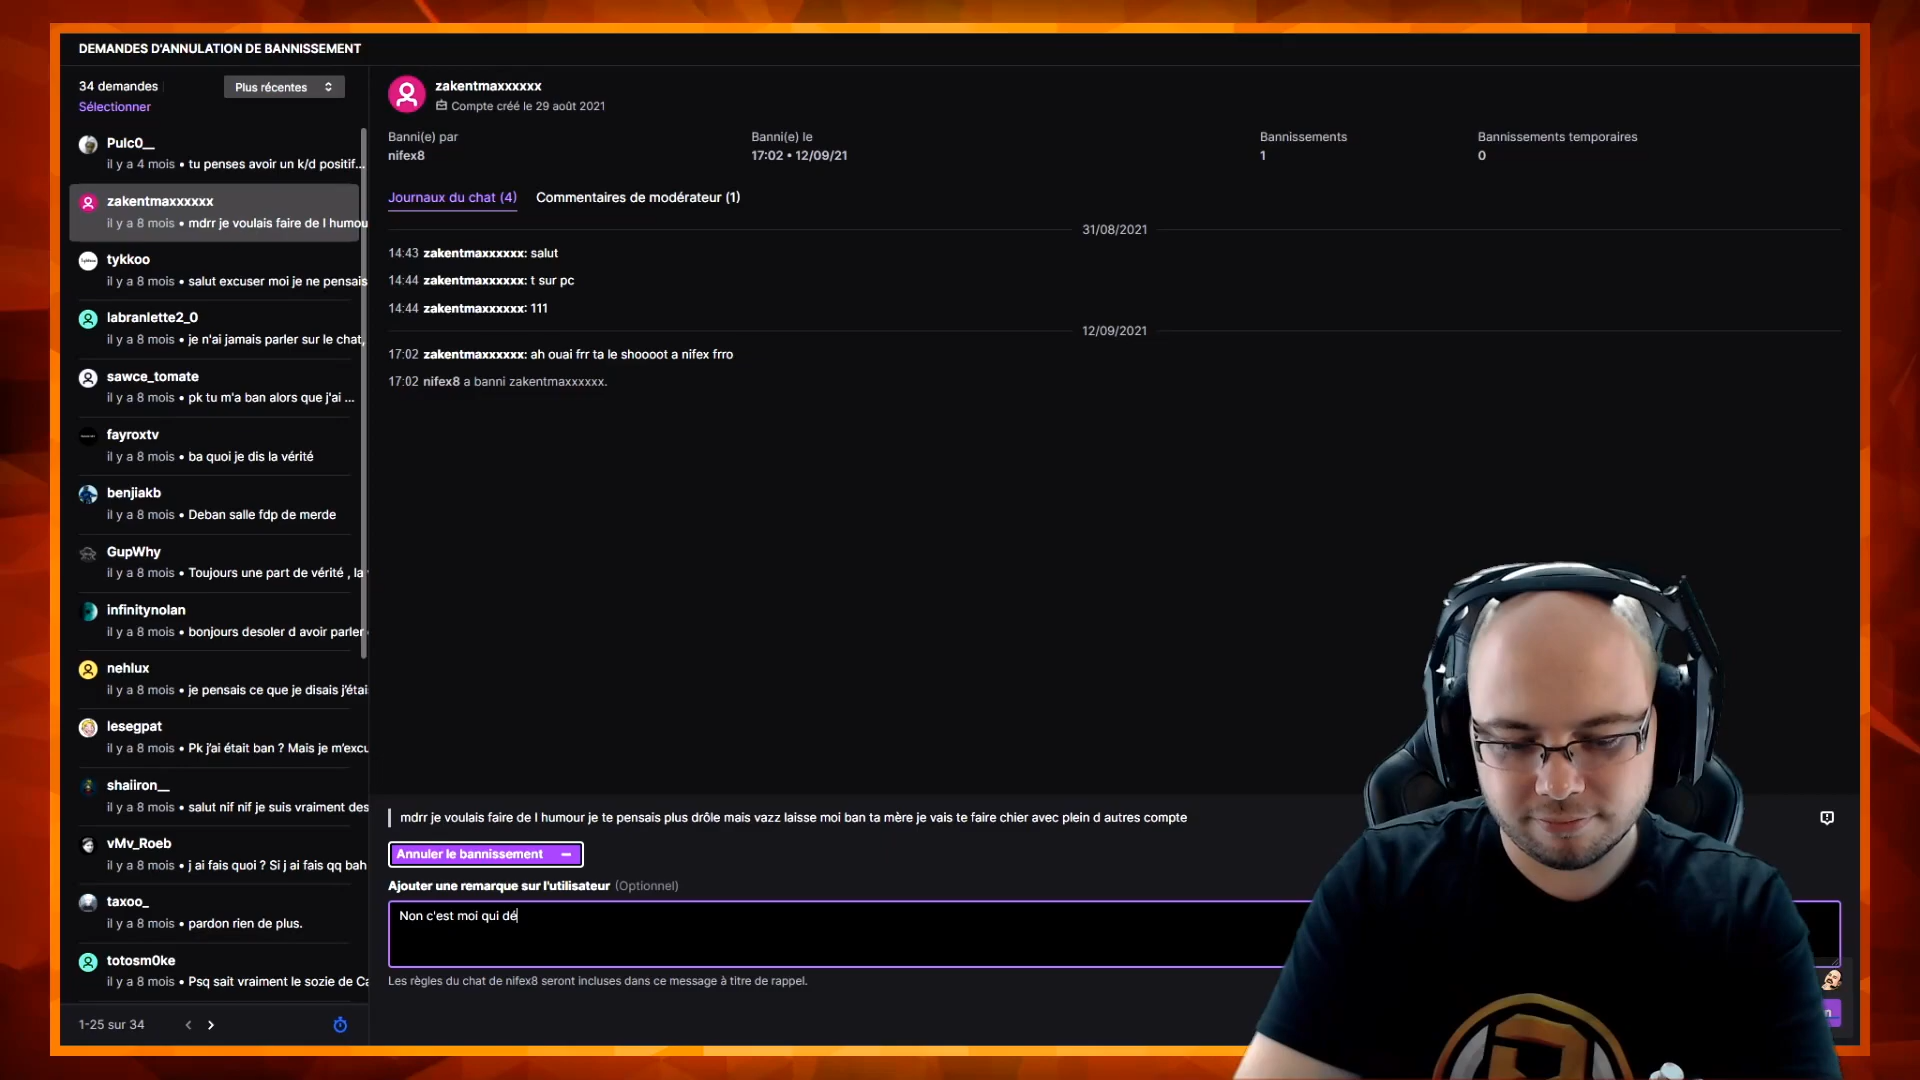 DEMANDES D'ANNULATION DE BANNISSEMENT
34 demandes
Plus récentes
Sélectionner
Pulc0__
il y a 4 mois • tu penses avoir un k/d positif...
zakentmaxxxxxx
il y a 8 mois • mdrr je voulais faire de l humou
tykkoo
il y a 8 mois • salut excuser moi je ne pensais
labranlette2_0
il y a 8 mois • je n'ai jamais parler sur le chat,
sawce_tomate
il y a 8 mois • pk tu m'a ban alors que j'ai ...
fayroxtv
il y a 8 mois • ba quoi je dis la vérité
benjiakb
il y a 8 mois • Deban salle fdp de merde
GupWhy
il y a 8 mois • Toujours une part de vérité , la
infinitynolan
il y a 8 mois • bonjours desoler d avoir parler
nehlux
il y a 8 mois • je pensais ce que je disais j'étai
lesegpat
il y a 8 mois • Pk j'ai était ban ? Mais je m'excu
shaiiron__
il y a 8 mois • salut nif nif je suis vraiment des
vMv_Roeb
il y a 8 mois • j ai fais quoi ? Si j ai fais qq bah
taxoo_
il y a 8 mois • pardon rien de plus.
totosm0ke
il y a 8 mois • Psq sait vraiment le sozie de Ca
1-25 sur 34
zakentmaxxxxxx
Compte créé le 29 août 2021
Banni(e) par
nifex8
Banni(e) le
17:02 • 12/09/21
Bannissements
1
Bannissements temporaires
0
Journaux du chat (4)
Commentaires de modérateur (1)
31/08/2021
14:43 zakentmaxxxxxx: salut
14:44 zakentmaxxxxxx: t sur pc
14:44 zakentmaxxxxxx: 111
12/09/2021
17:02 zakentmaxxxxxx: ah ouai frr ta le shoooot a nifex frro
17:02 nifex8 a banni zakentmaxxxxxx.
mdrr je voulais faire de l humour je te pensais plus drôle mais vazz laisse moi ban ta mère je vais te faire chier avec plein d autres compte
Annuler le bannissement
Ajouter une remarque sur l'utilisateur (Optionnel)
Non c'est moi qui dé
Les règles du chat de nifex8 seront incluses dans ce message à titre de rappel.